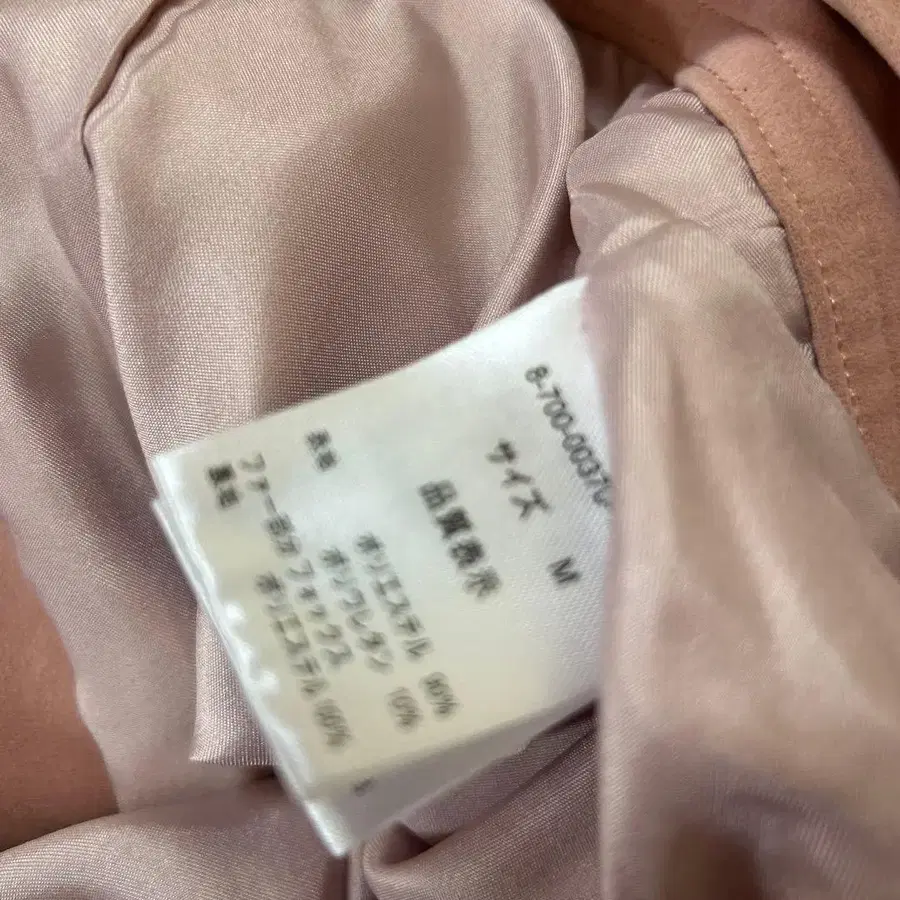 8-700-0037
サイズ M
品質表示
表地 ポリエステル 90%
ポリウレタン 10%
ファー部分 フォックス
裏地 ポリエステル